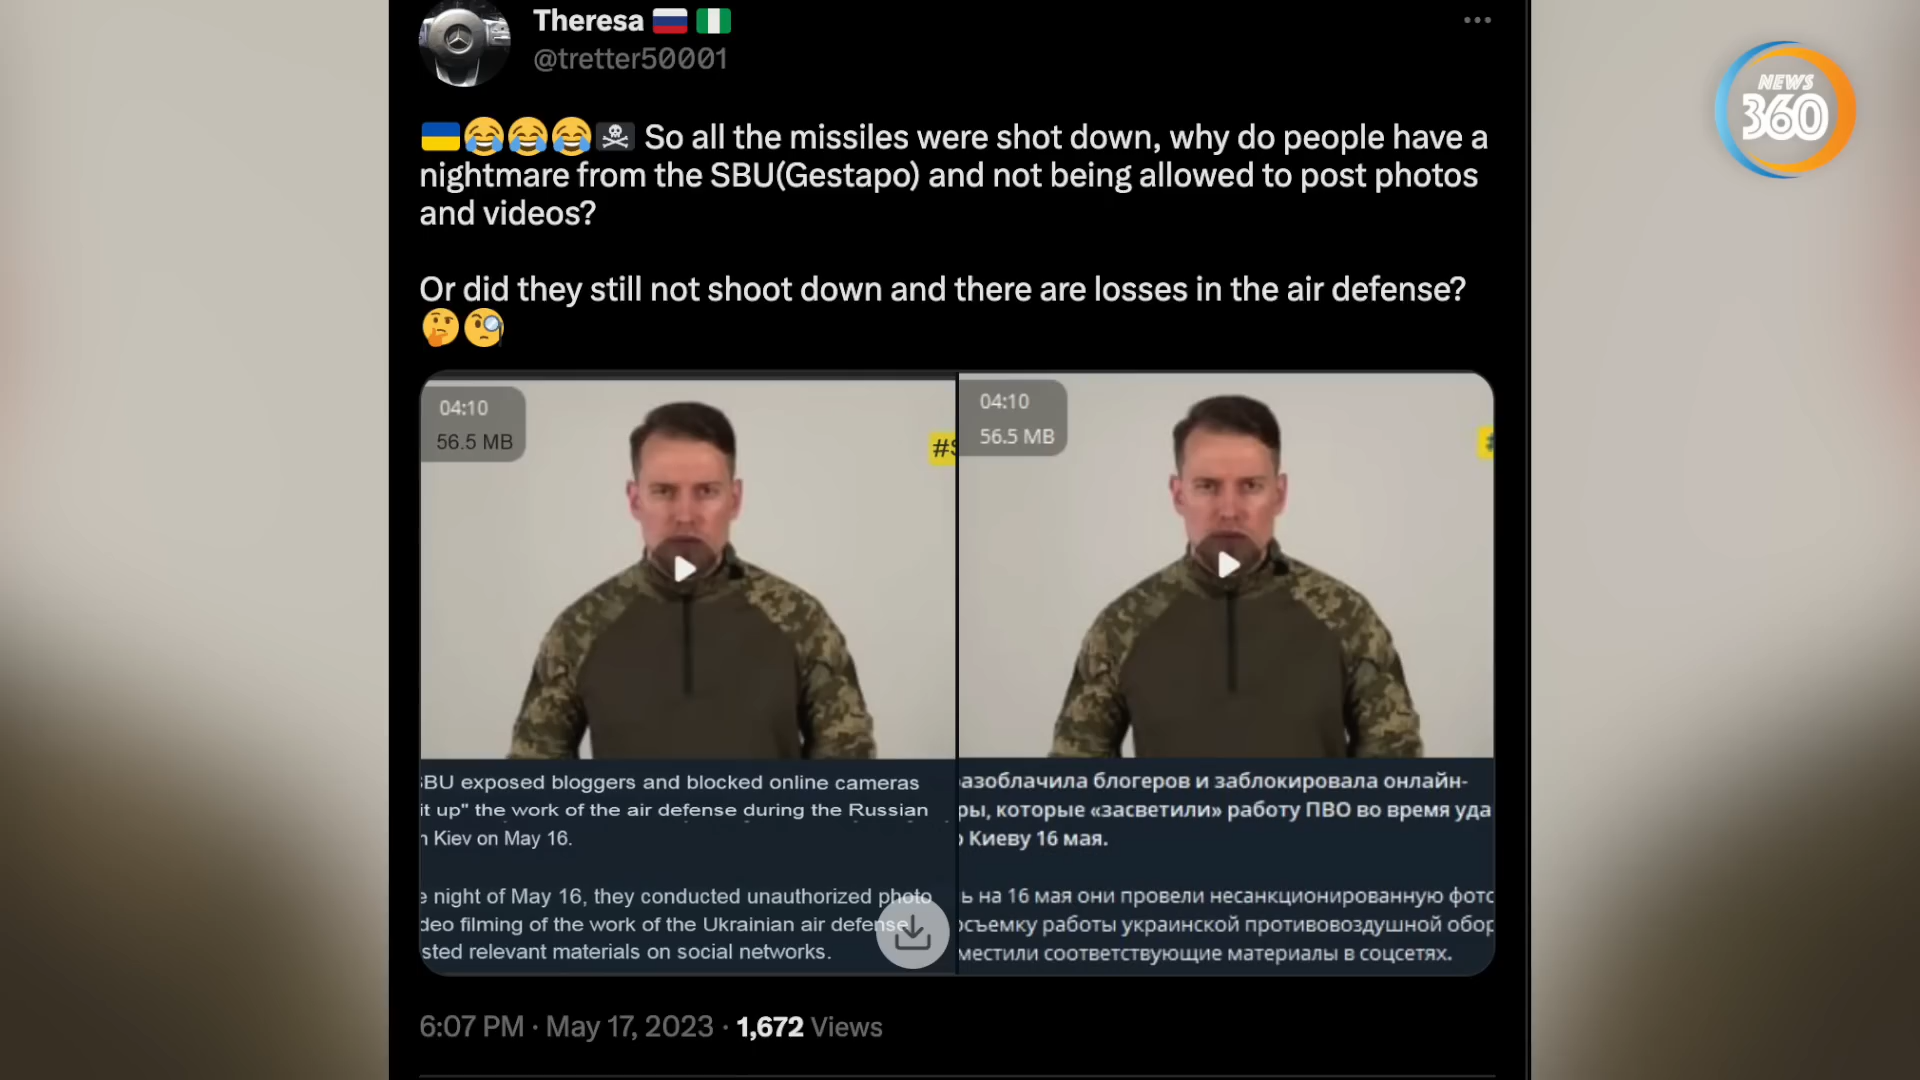 Theresa
@tretter50001
NEWS
360
So all the missiles were shot down, why do people have a
nightmare from the SBU(Gestapo) and not being allowed to post photos
and videos?
Or did they still not shoot down and there are losses in the air defense?
04:10
56.5 MB
#S
04:10
56.5 MB
SBU exposed bloggers and blocked online cameras
it up" the work of the air defense during the Russian
n Kiev on May 16.
e night of May 16, they conducted unauthorized photo
deo filming of the work of the Ukrainian air defense
sted relevant materials on social networks.
азоблачила блогеров и заблокировала онлайн-
ры, которые «засветили» работу ПВО во время уда
о Киеву 16 мая.
ь на 16 мая они провели несанкционированную фото
осъемку работы украинской противовоздушной обор
местили соответствующие материалы в соцсетях.
6:07 PM · May 17, 2023 · 1,672 Views